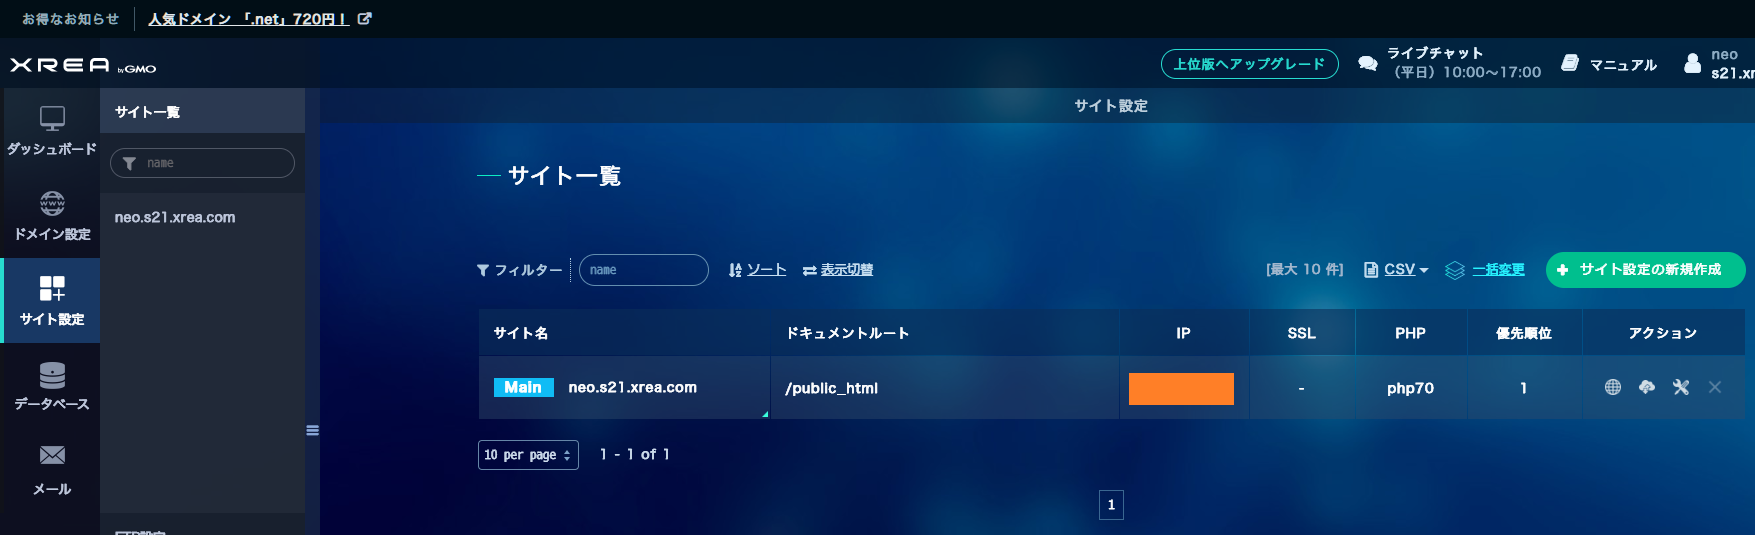 お得なお知らせ
人気ドメイン 「.net」720円！
XREA by GMO
上位版へアップグレード
ライブチャット
（平日）10:00〜17:00
マニュアル
neo
s21.xr
ダッシュボード
ドメイン設定
サイト設定
データベース
メール
サイト一覧
name
neo.s21.xrea.com
サイト設定
サイト一覧
フィルター name ソート 表示切替 [最大 10 件] CSV 一括変更 サイト設定の新規作成
サイト名 ドキュメントルート IP SSL PHP 優先順位 アクション
Main neo.s21.xrea.com /public_html - php70 1
10 per page 1 - 1 of 1
1